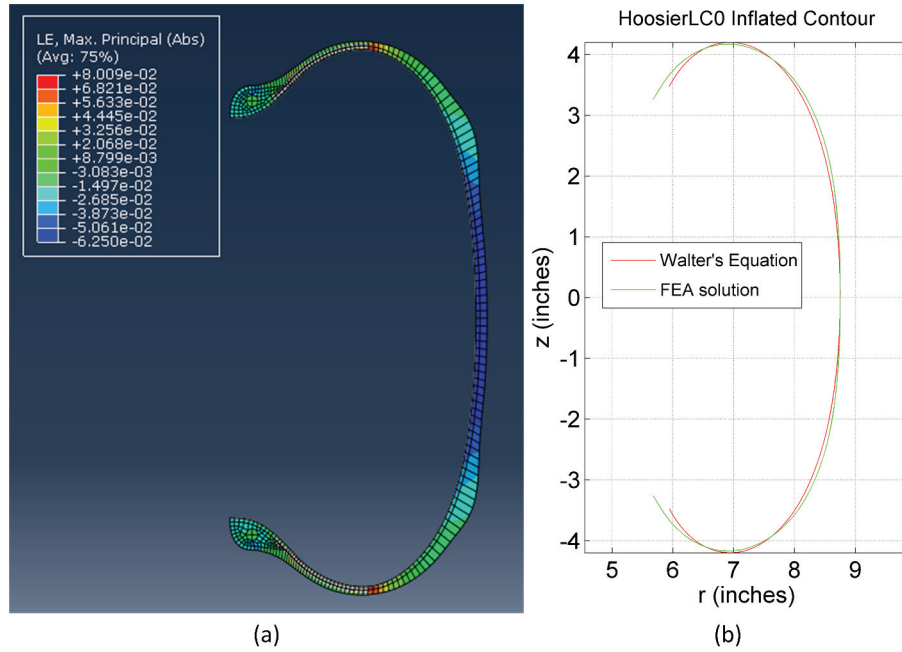 LE, Max. Principal (Abs)
(Avg: 75%)
+8.009e-02
+6.821e-02
+5.633e-02
+4.445e-02
+3.256e-02
+2.068e-02
+8.799e-03
-3.083e-03
-1.497e-02
-2.685e-02
-3.873e-02
-5.061e-02
-6.250e-02
(a)
HoosierLC0 Inflated Contour
4
3
2
1
0
-1
-2
-3
-4
z (inches)
Walter's Equation
FEA solution
5 6 7 8 9
r (inches)
(b)